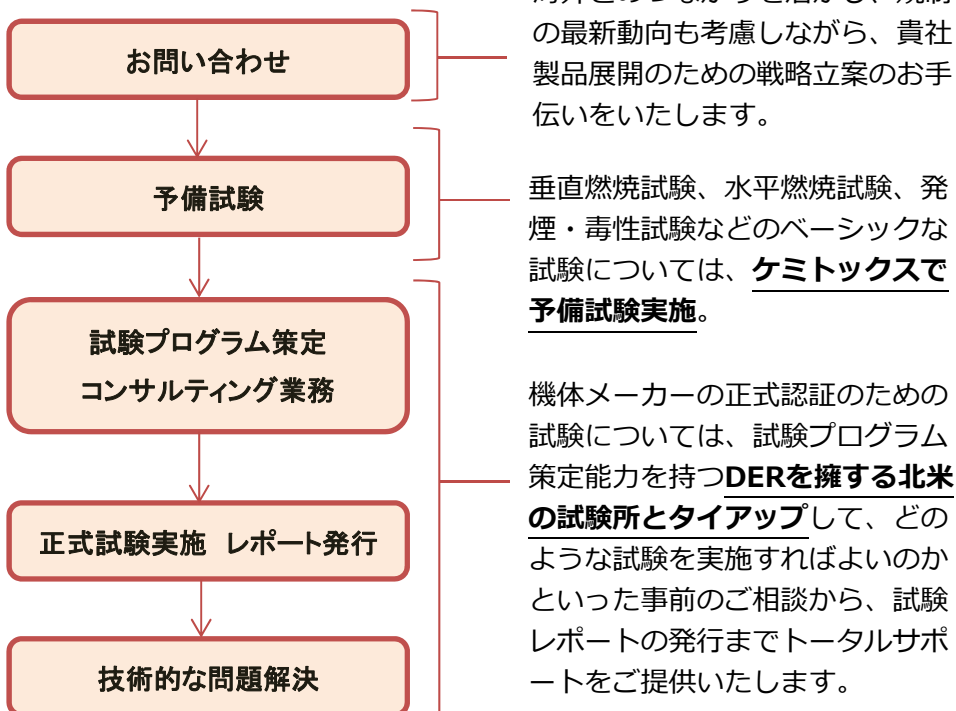 お問い合わせ
の最新動向も考慮しながら、貴社
製品展開のための戦略立案のお手
伝いをいたします。
予備試験
垂直燃焼試験、水平燃焼試験、発
煙・毒性試験などのベーシックな
試験については、ケミトックスで
予備試験実施。
試験プログラム策定
コンサルティング業務
機体メーカーの正式認証のための
試験については、試験プログラム
策定能力を持つDERを擁する北米
の試験所とタイアップして、どの
ような試験を実施すればよいのか
といった事前のご相談から、試験
レポートの発行までトータルサポ
ートをご提供いたします。
正式試験実施 レポート発行
技術的な問題解決